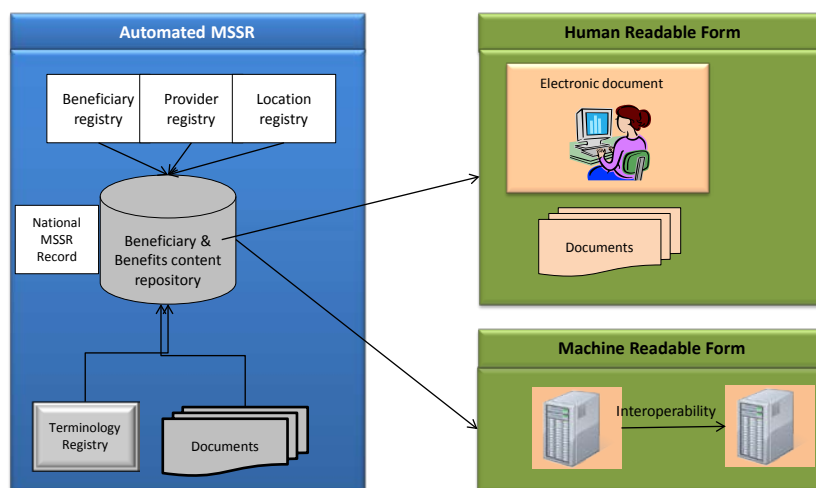 Automated MSSR
Beneficiary
registry
Provider
registry
Location
registry
National
MSSR
Record
Beneficiary &
Benefits content
repository
Terminology
Registry
Documents
Human Readable Form
Electronic document
Documents
Machine Readable Form
Interoperability